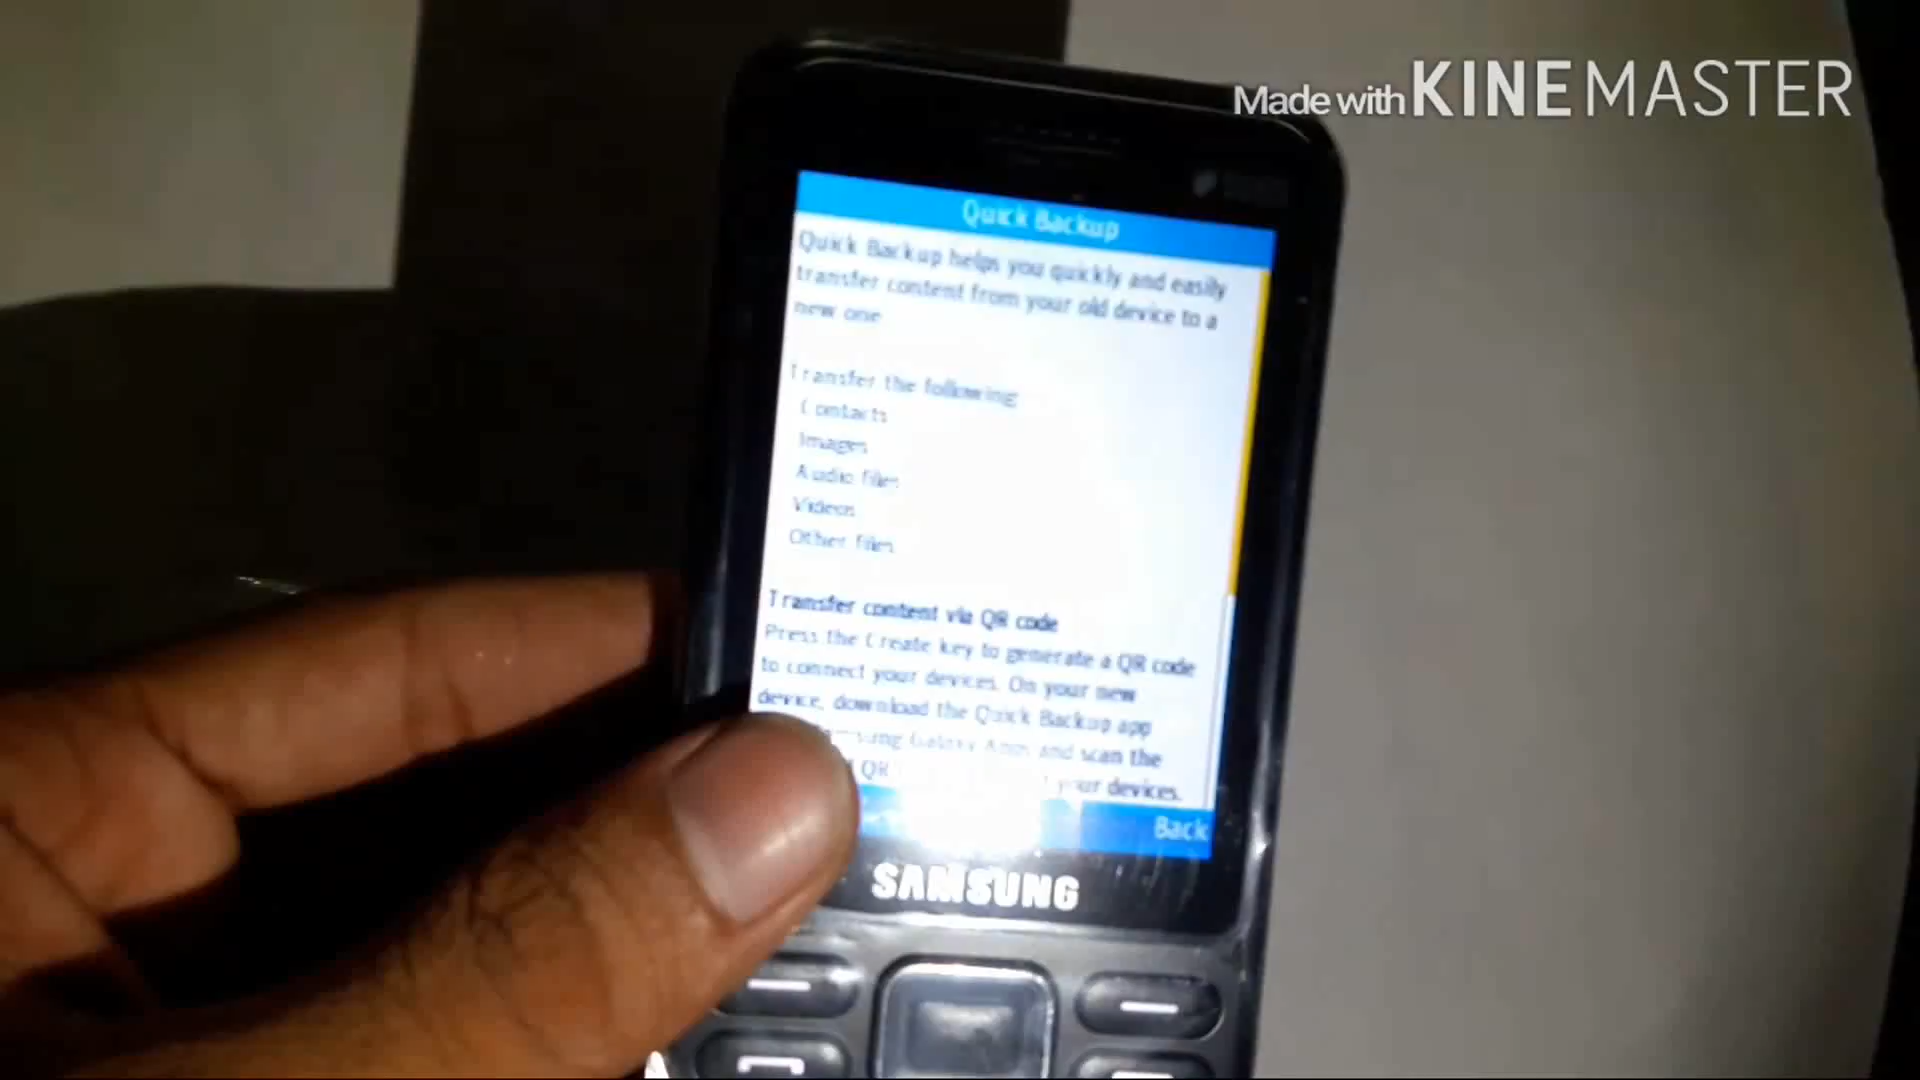 Made with KINEMASTER
Quick Backup
Quick Backup helps you quickly and easily
transfer content from your old device to a
new one
Transfer the following
Contacts
Images
Audio files
Videos
Other files
Transfer content via QR code
Press the Create key to generate a QR code
to connect your devices. On your new
device, download the Quick Backup app
Galaxy Apps and scan the
QR your devices.
Back
SAMSUNG